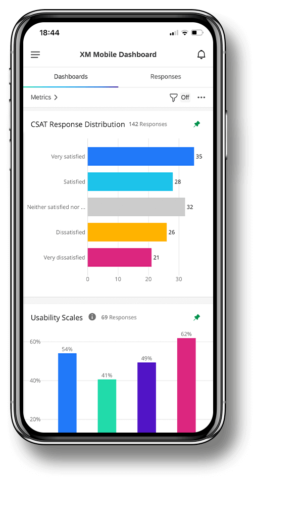 18:44
XM Mobile Dashboard
Dashboards Responses
Metrics > Off ...
CSAT Response Distribution 142 Responses
Very satisfied 35
Satisfied 28
Neither satisfied nor ... 32
Dissatisfied 26
Very dissatisfied 21
0 10 20 30
Usability Scales 69 Responses
62%
60%
54%
49%
41%
40%
20%